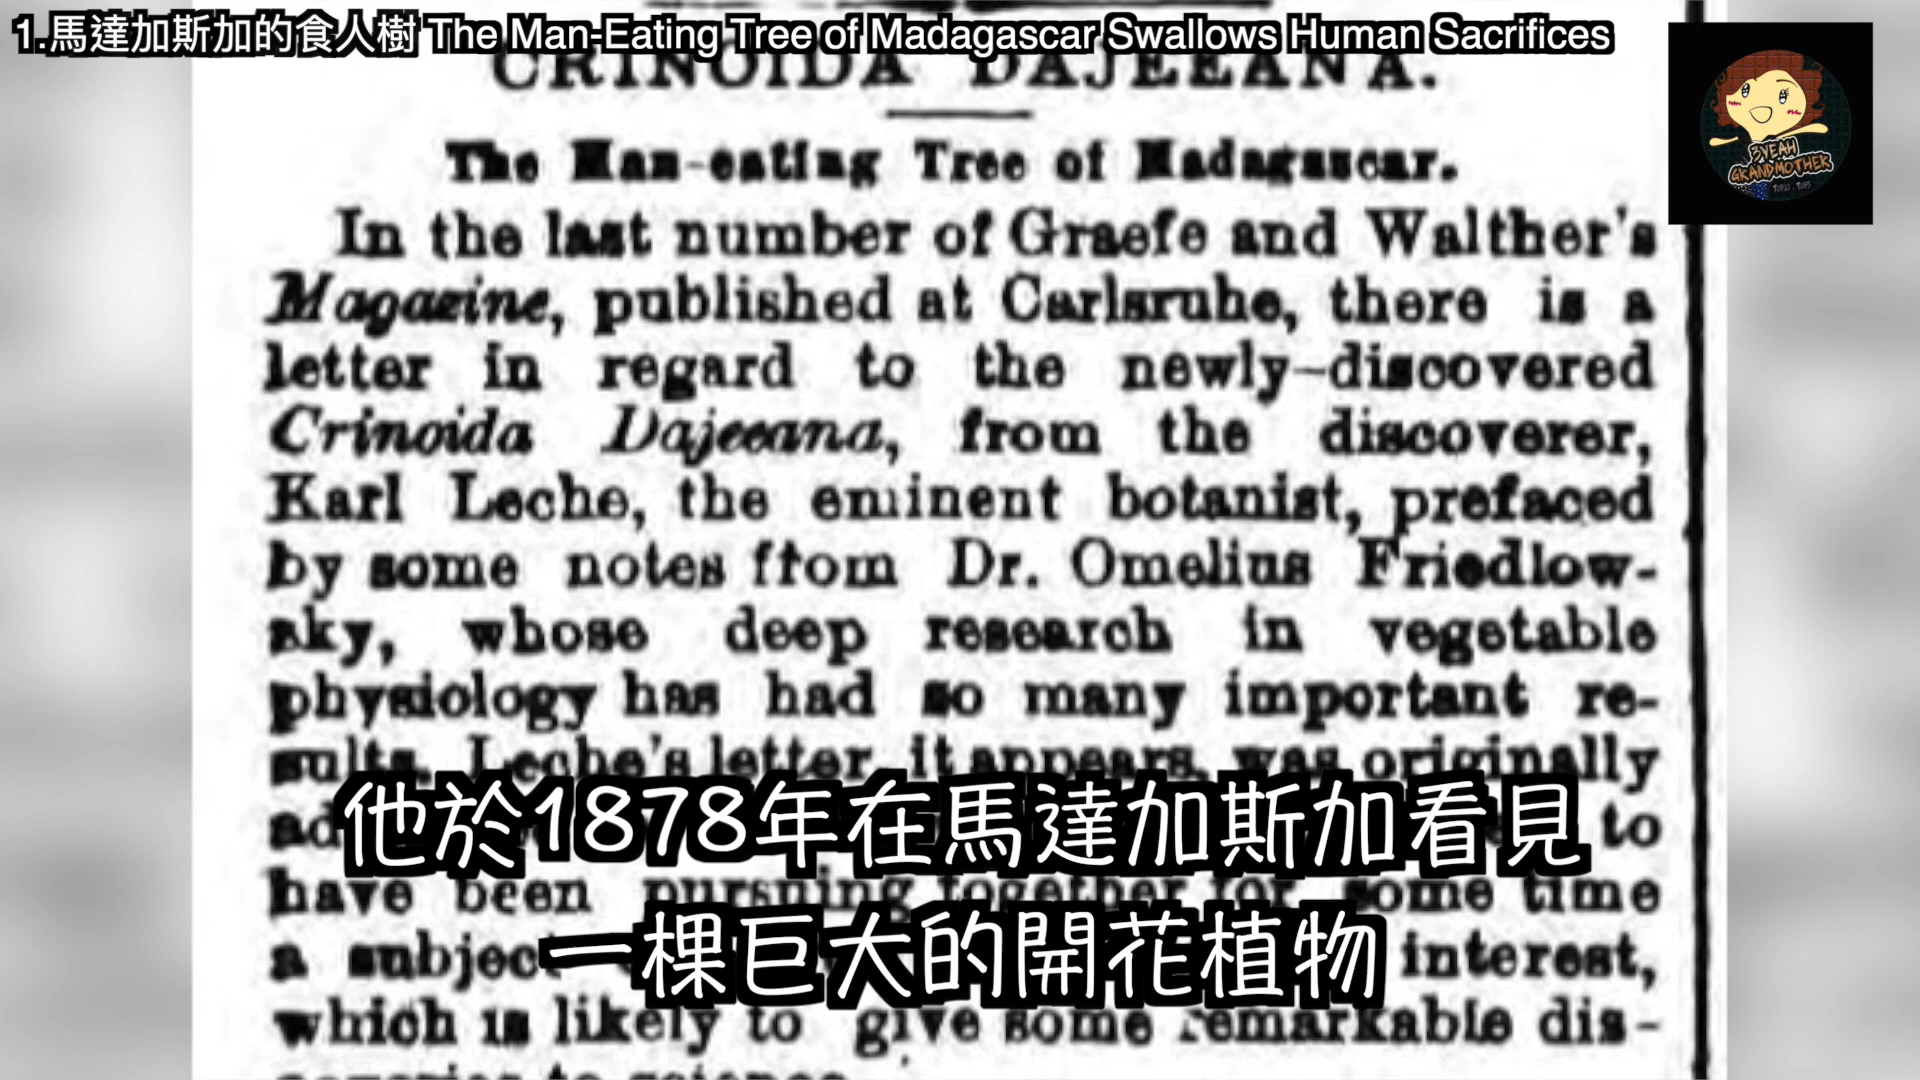 1.馬達加斯加的食人樹 The Man-Eating Tree of Madagascar Swallows Human Sacrifices
CRINOIDA DAJEEANA.
The Man-eating Tree of Madagascar.
In the last number of Graefe and Walther's
Magazine, published at Carlsruhe, there is a
letter in regard to the newly-discovered
Crinoida Dajeeana, from the discoverer,
Karl Leche, the eminent botanist, prefaced
by some notes from Dr. Omelius Friedlow-
sky, whose deep research in vegetable
physiology has had so many important re-
sults. Leche's letter, it appears, was originally
to
have been pursuing together for some time
a subject interest,
which is likely to give some remarkable dis-
他於1878年在馬達加斯加看見
一棵巨大的開花植物
3YEAH
GRANDMOTHER